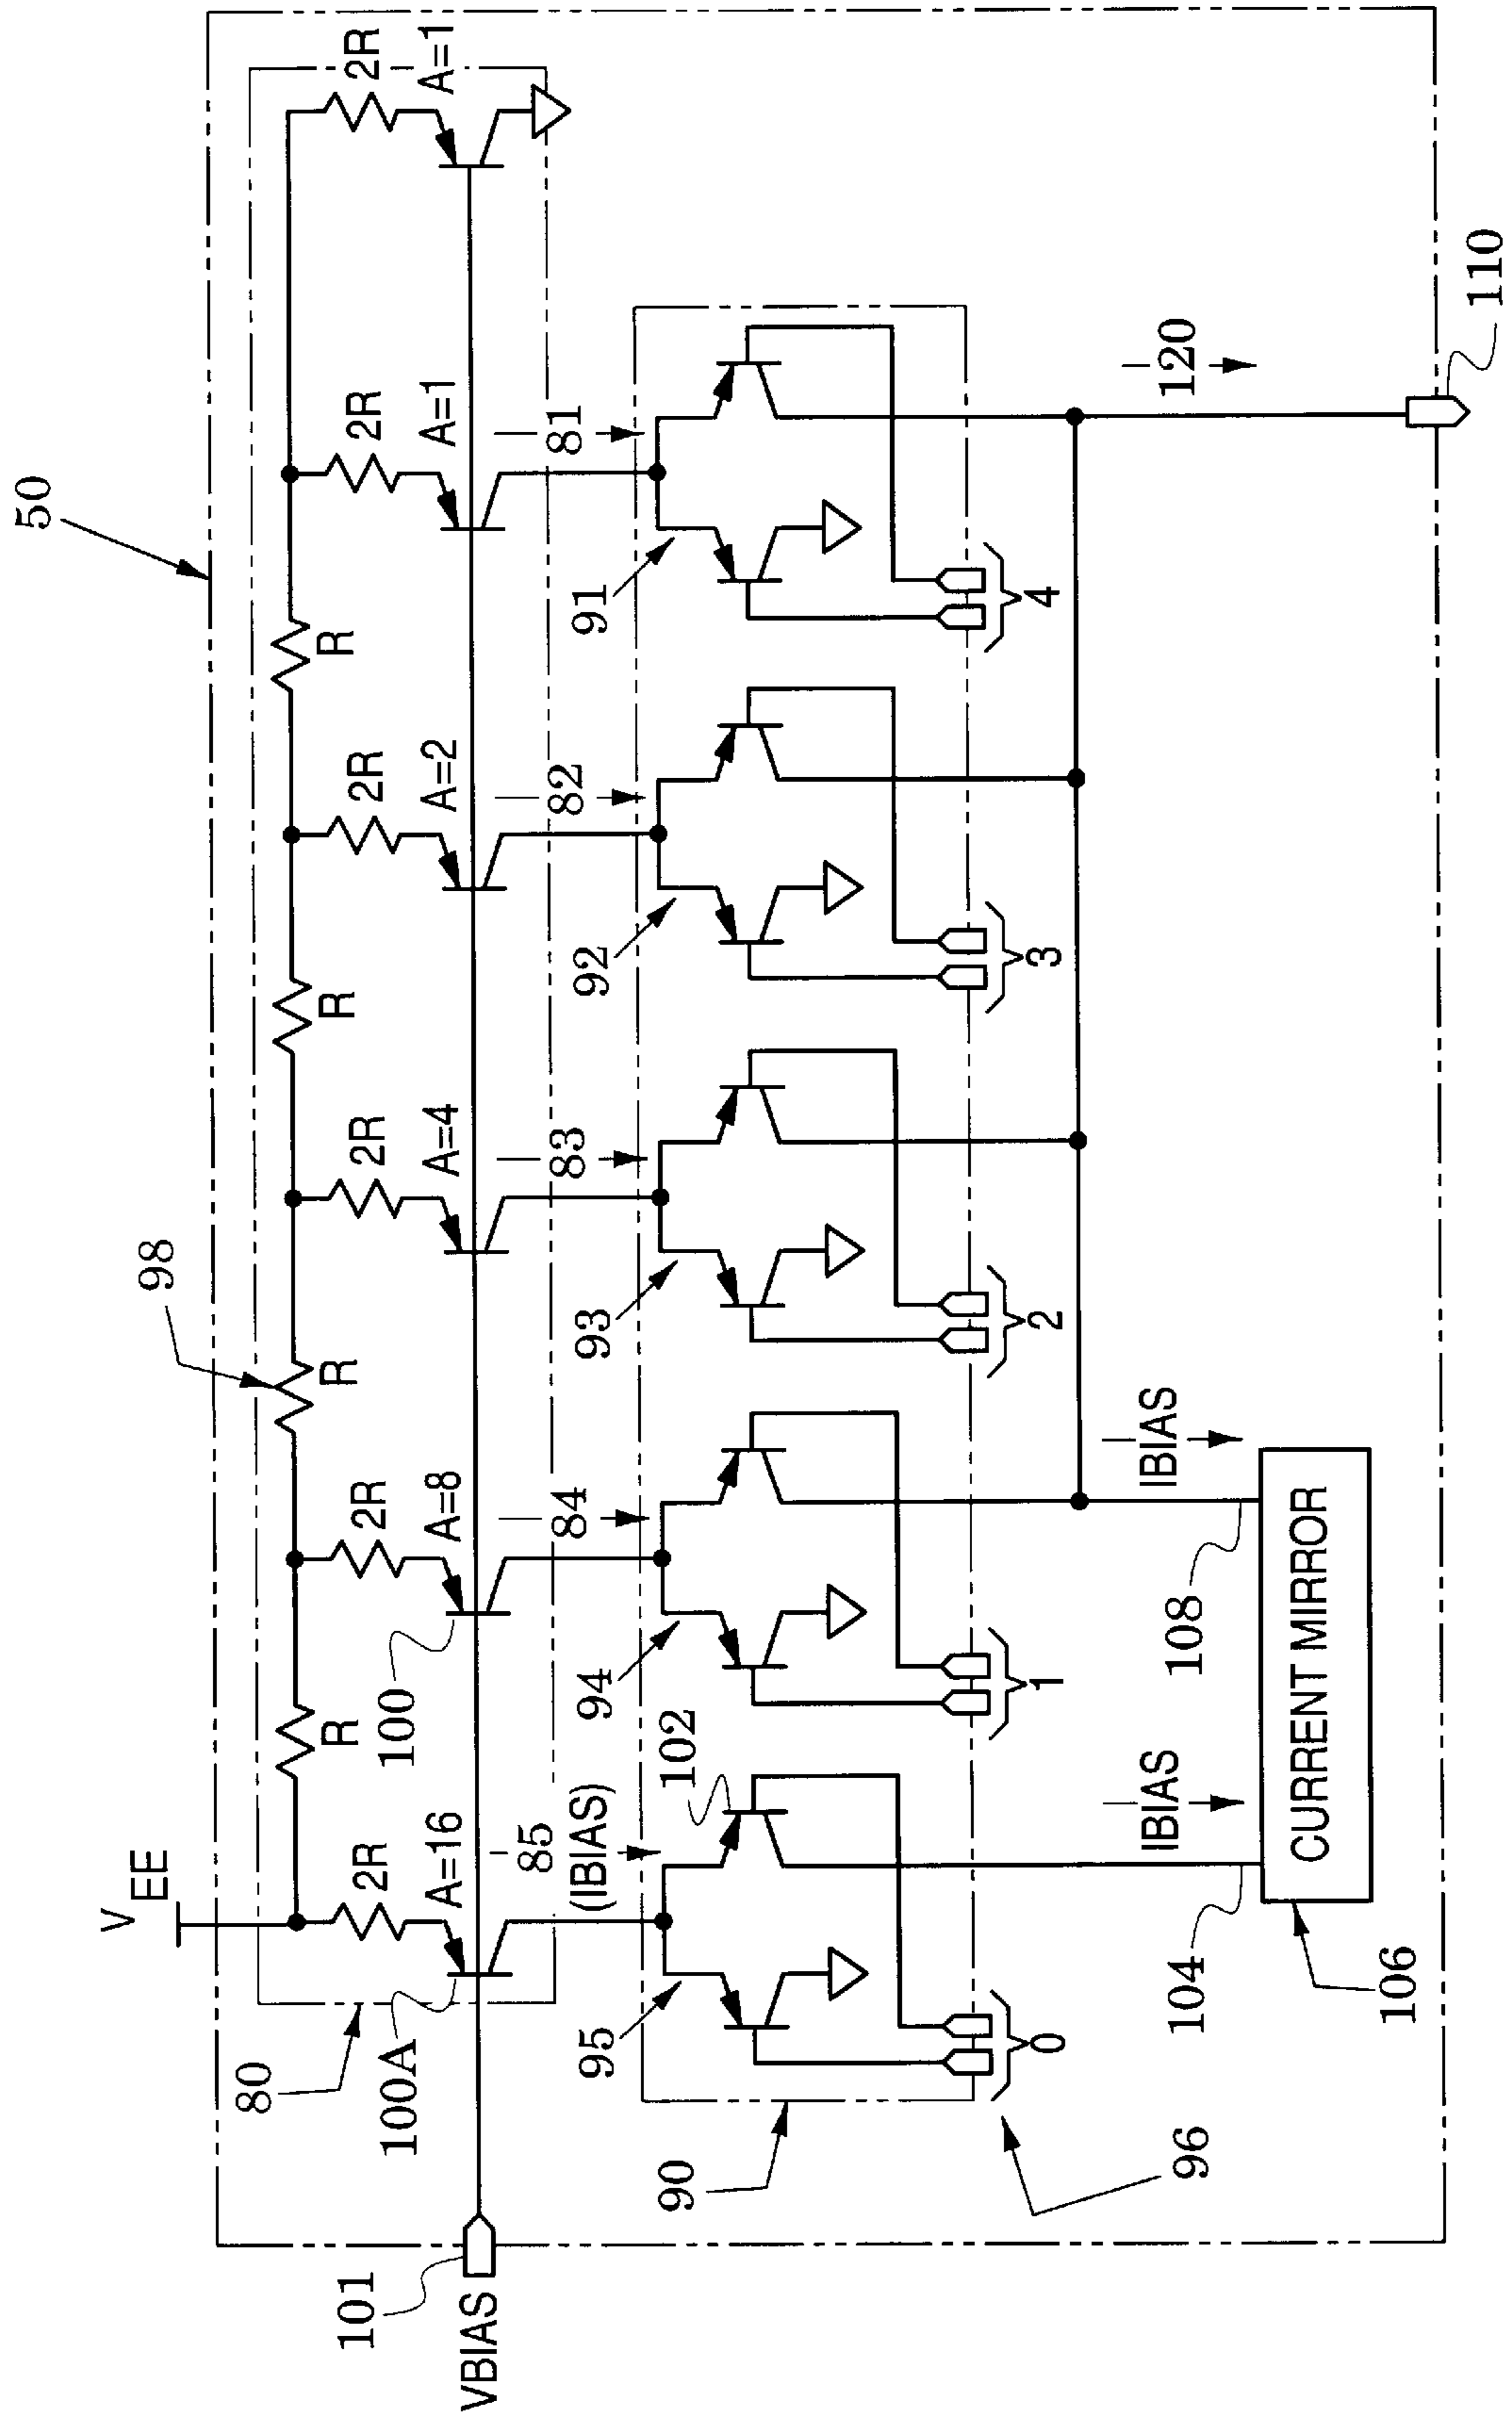 50
V
EE
98
2R
R
2R
R
2R
R
2R
R
2R
2R
80
100A
A=16
100
A=8
A=4
A=2
A=1
A=1
101
VBIAS
85
(IBIAS)
84
83
82
81
95
94
93
92
91
90
102
0
1
2
3
4
96
IBIAS
IBIAS
120
104
108
CURRENT MIRROR
106
110